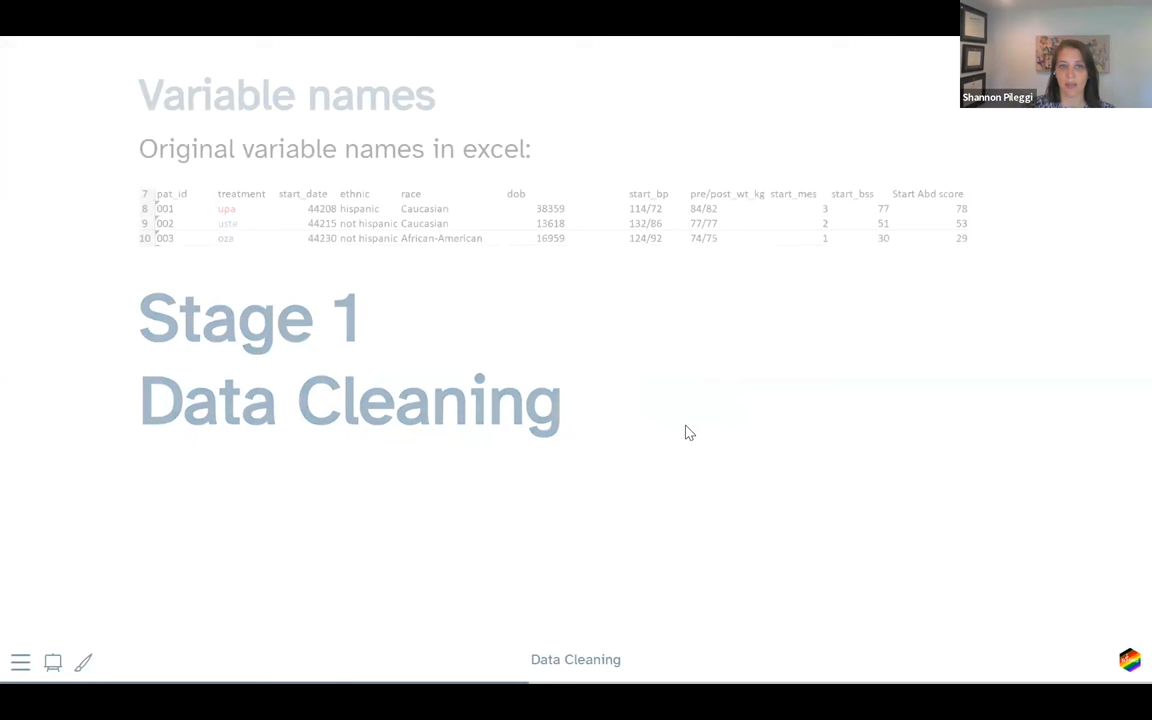 Variable names
Original variable names in excel:
7 pat_id treatment start_date ethnic race dob start_bp pre/post_wt_kg start_mes start_bss Start Abd score
8 001 upa 44208 hispanic Caucasian 38359 114/72 84/82 3 77 78
9 002 uste 44215 not hispanic Caucasian 13618 132/86 77/77 2 51 53
10 003 oza 44230 not hispanic African-American 16959 124/92 74/75 1 30 29
Stage 1
Data Cleaning
Data Cleaning
Shannon Pileggi